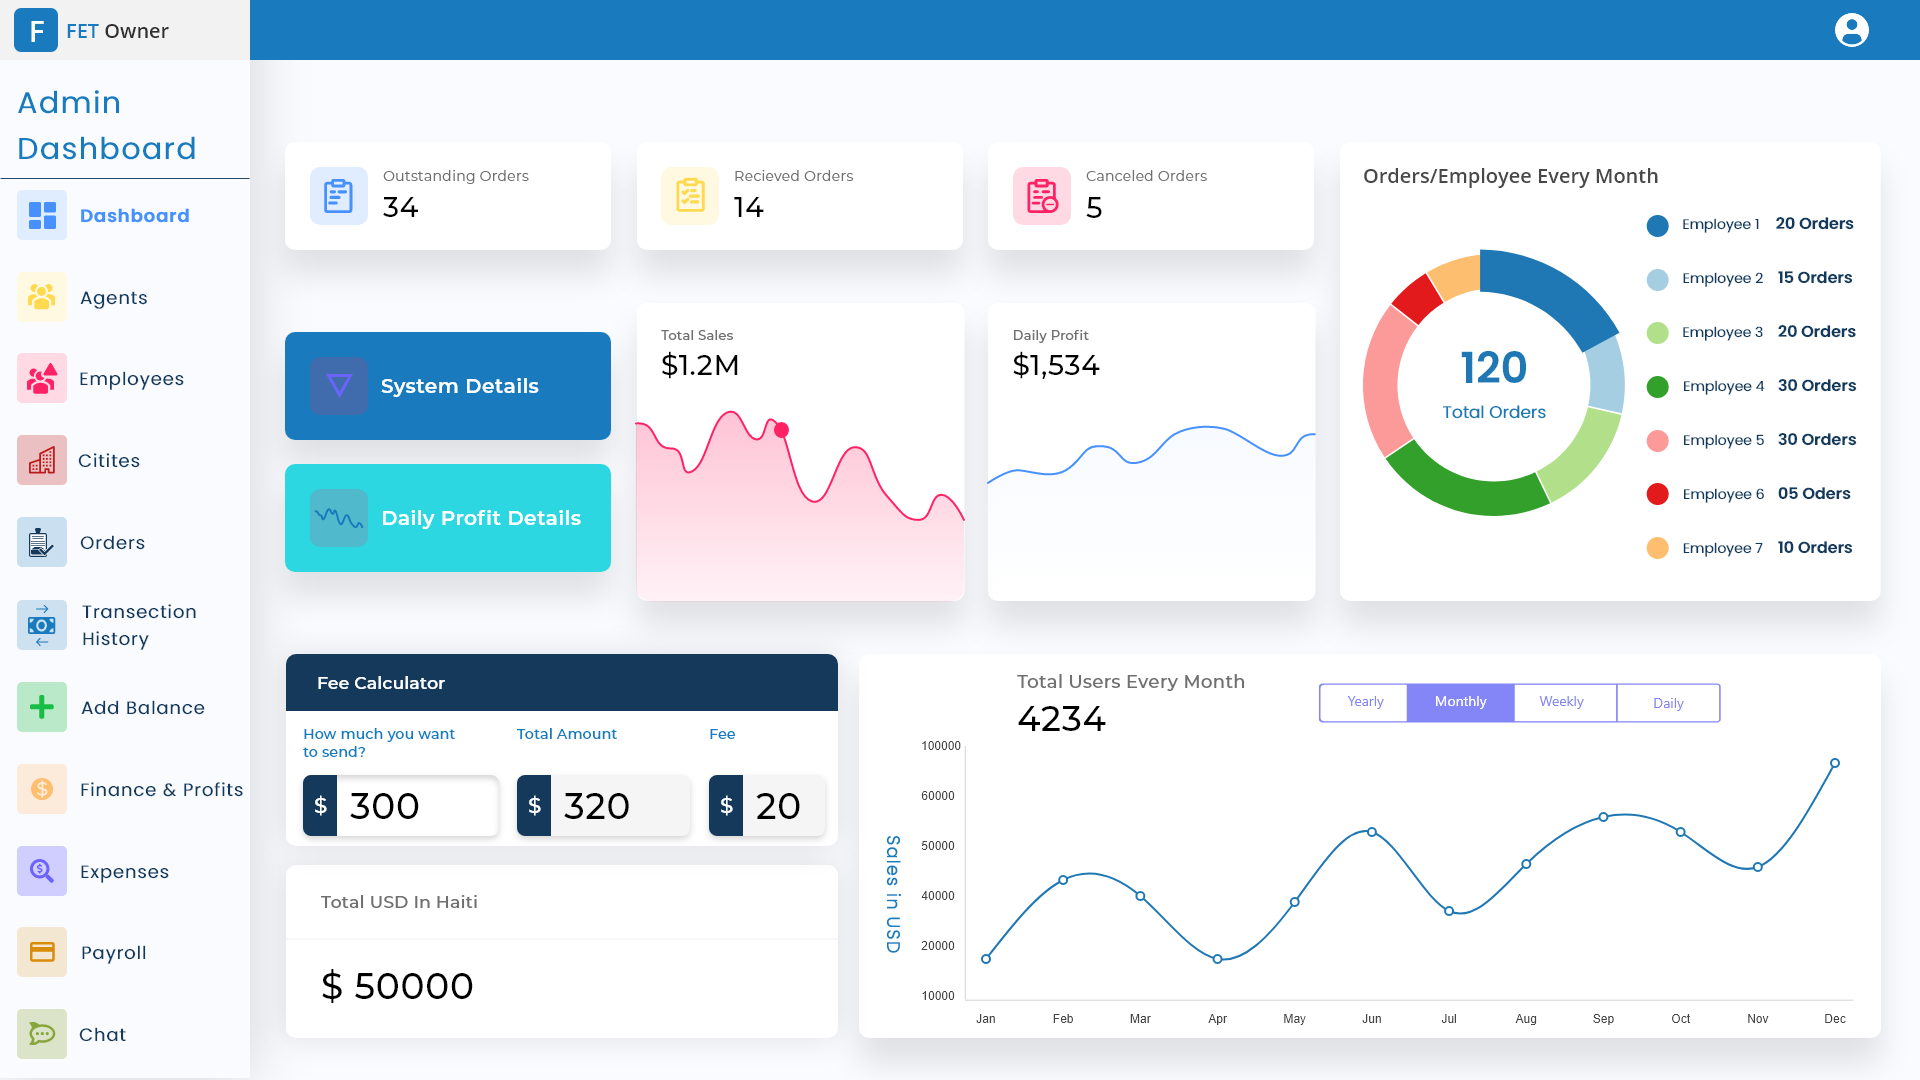 F FET Owner
Admin
Dashboard
Dashboard
Agents
Employees
Citites
Orders
Transection
History
Add Balance
Finance & Profits
Expenses
Payroll
Chat
Outstanding Orders
34
Recieved Orders
14
Canceled Orders
5
System Details
Daily Profit Details
Total Sales
$1.2M
Daily Profit
$1,534
Orders/Employee Every Month
120
Total Orders
Employee 1 20 Orders
Employee 2 15 Orders
Employee 3 20 Orders
Employee 4 30 Orders
Employee 5 30 Orders
Employee 6 05 Oders
Employee 7 10 Orders
Fee Calculator
How much you want
to send?
$ 300
Total Amount
$ 320
Fee
$ 20
Total USD In Haiti
$ 50000
Total Users Every Month
4234
Yearly Monthly Weekly Daily
Sales in USD
100000
60000
50000
40000
20000
10000
Jan Feb Mar Apr May Jun Jul Aug Sep Oct Nov Dec